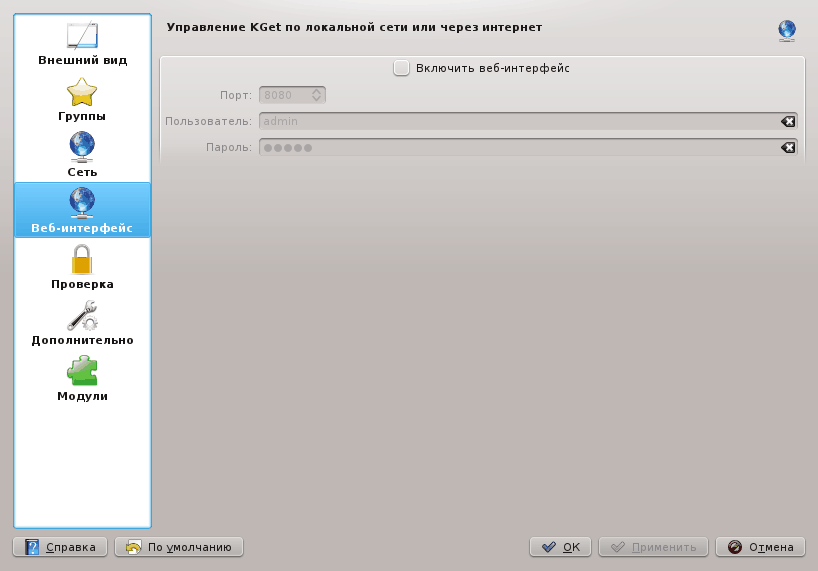 Управление KGet по локальной сети или через интернет
Внешний вид
Группы
Сеть
Веб-интерфейс
Проверка
Дополнительно
Модули
Включить веб-интерфейс
Порт: 8080
Пользователь: admin
Пароль: ●●●●●
Справка
По умолчанию
OK
Применить
Отмена